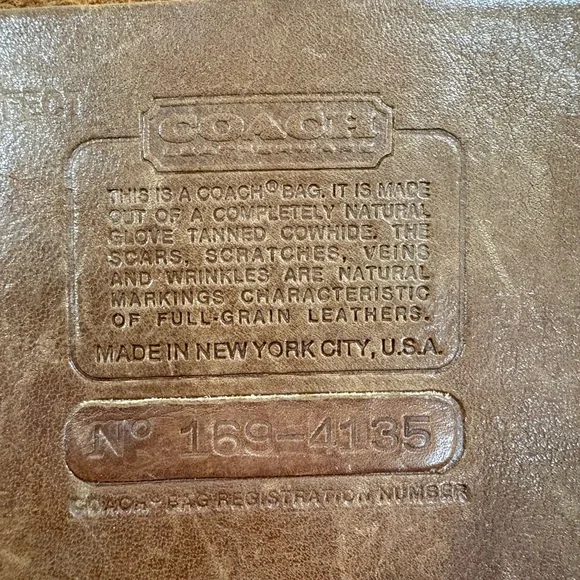 COACH
LEATHERWARE
THIS IS A COACH® BAG. IT IS MADE
OUT OF A COMPLETELY NATURAL
GLOVE TANNED COWHIDE. THE
SCARS, SCRATCHES, VEINS
AND WRINKLES ARE NATURAL
MARKINGS CHARACTERISTIC
OF FULL-GRAIN LEATHERS.
MADE IN NEW YORK CITY, U.S.A.
Nº 169-4135
COACH® BAG REGISTRATION NUMBER